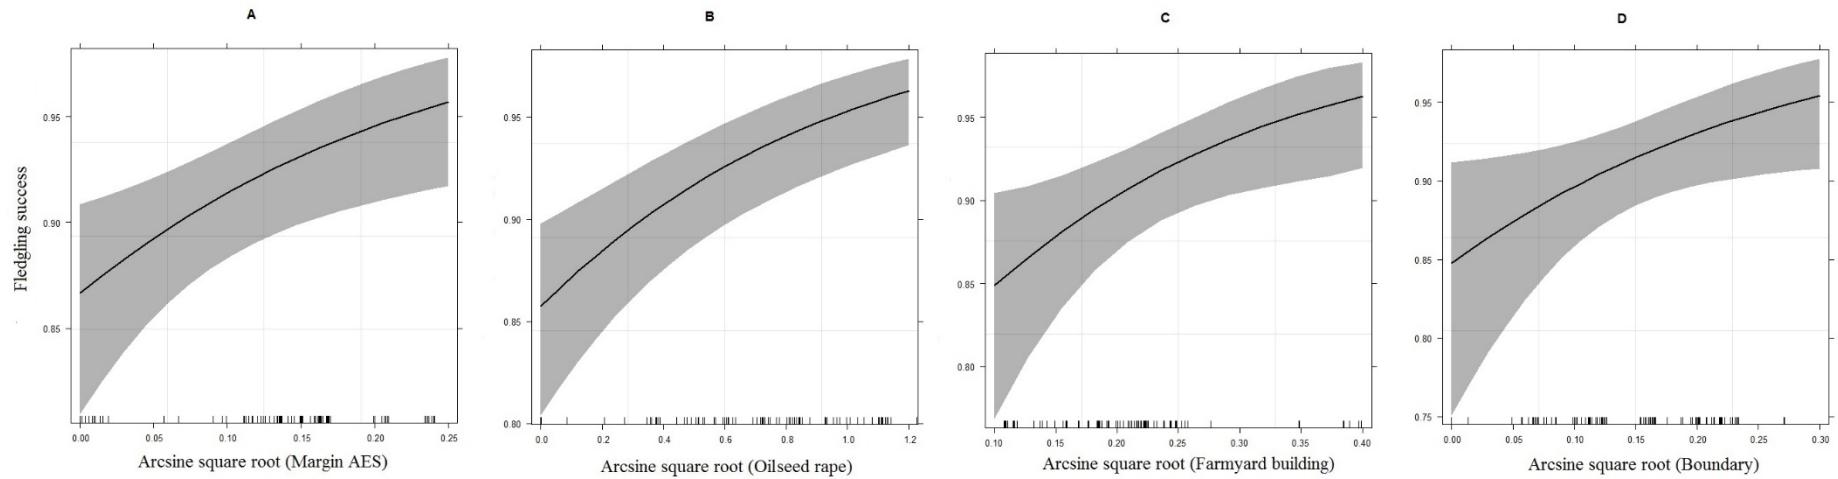 A
B
C
D
Fledgling success
0.95
0.90
0.85
0.00 0.05 0.10 0.15 0.20 0.25
Arcsine square root (Margin AES)
0.95
0.90
0.85
0.80
0.0 0.2 0.4 0.6 0.8 1.0 1.2
Arcsine square root (Oilseed rape)
0.95
0.90
0.85
0.80
0.10 0.15 0.20 0.25 0.30 0.35 0.40
Arcsine square root (Farmyard building)
0.95
0.90
0.85
0.80
0.75
0.00 0.05 0.10 0.15 0.20 0.25 0.30
Arcsine square root (Boundary)